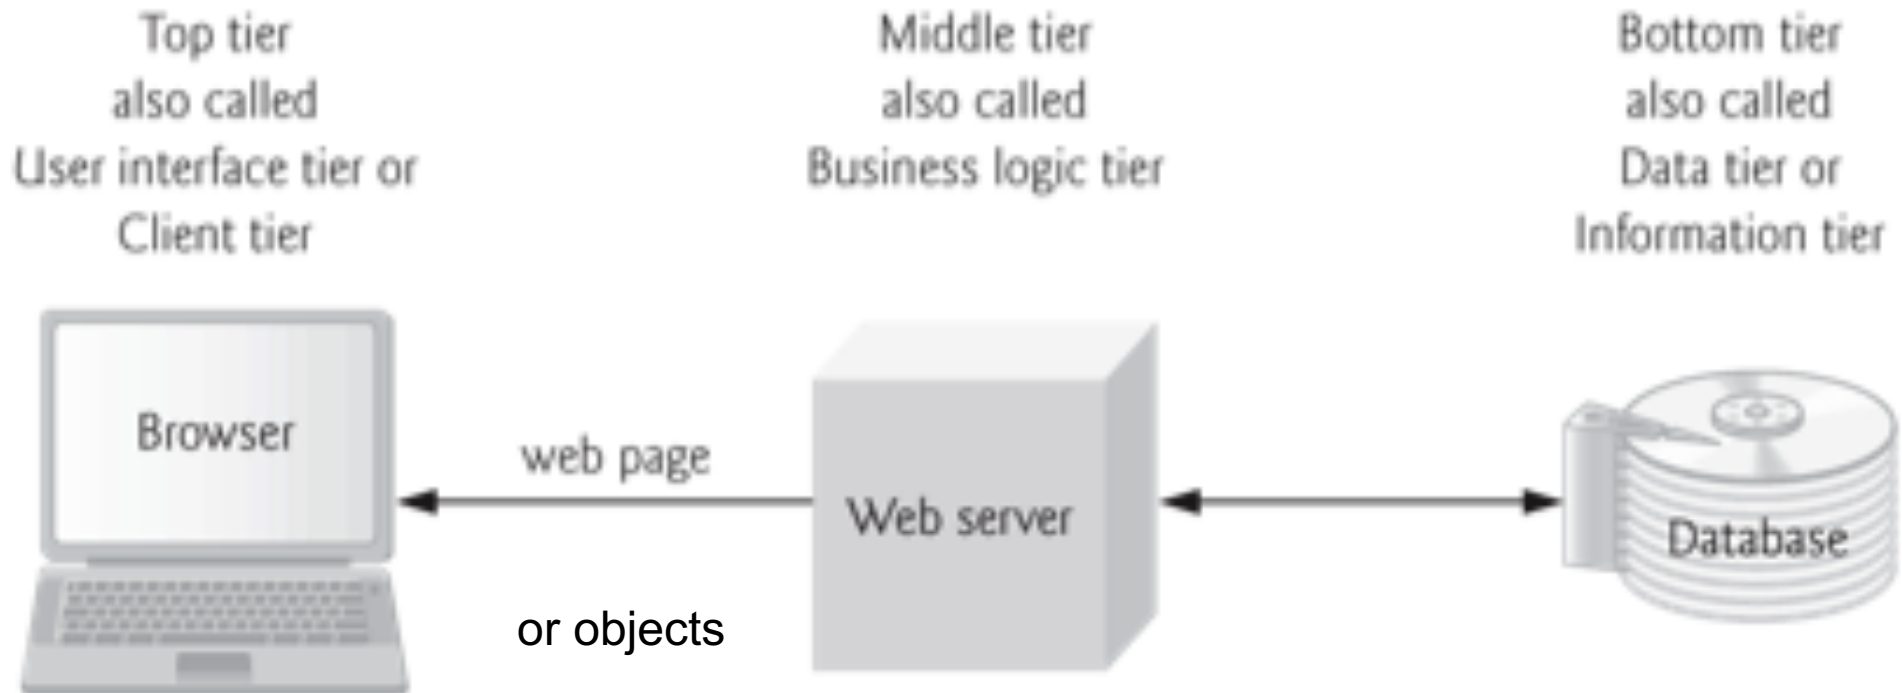 Top tier
also called
User interface tier or
Client tier
Middle tier
also called
Business logic tier
Bottom tier
also called
Data tier or
Information tier
Browser
web page
or objects
Web server
Database